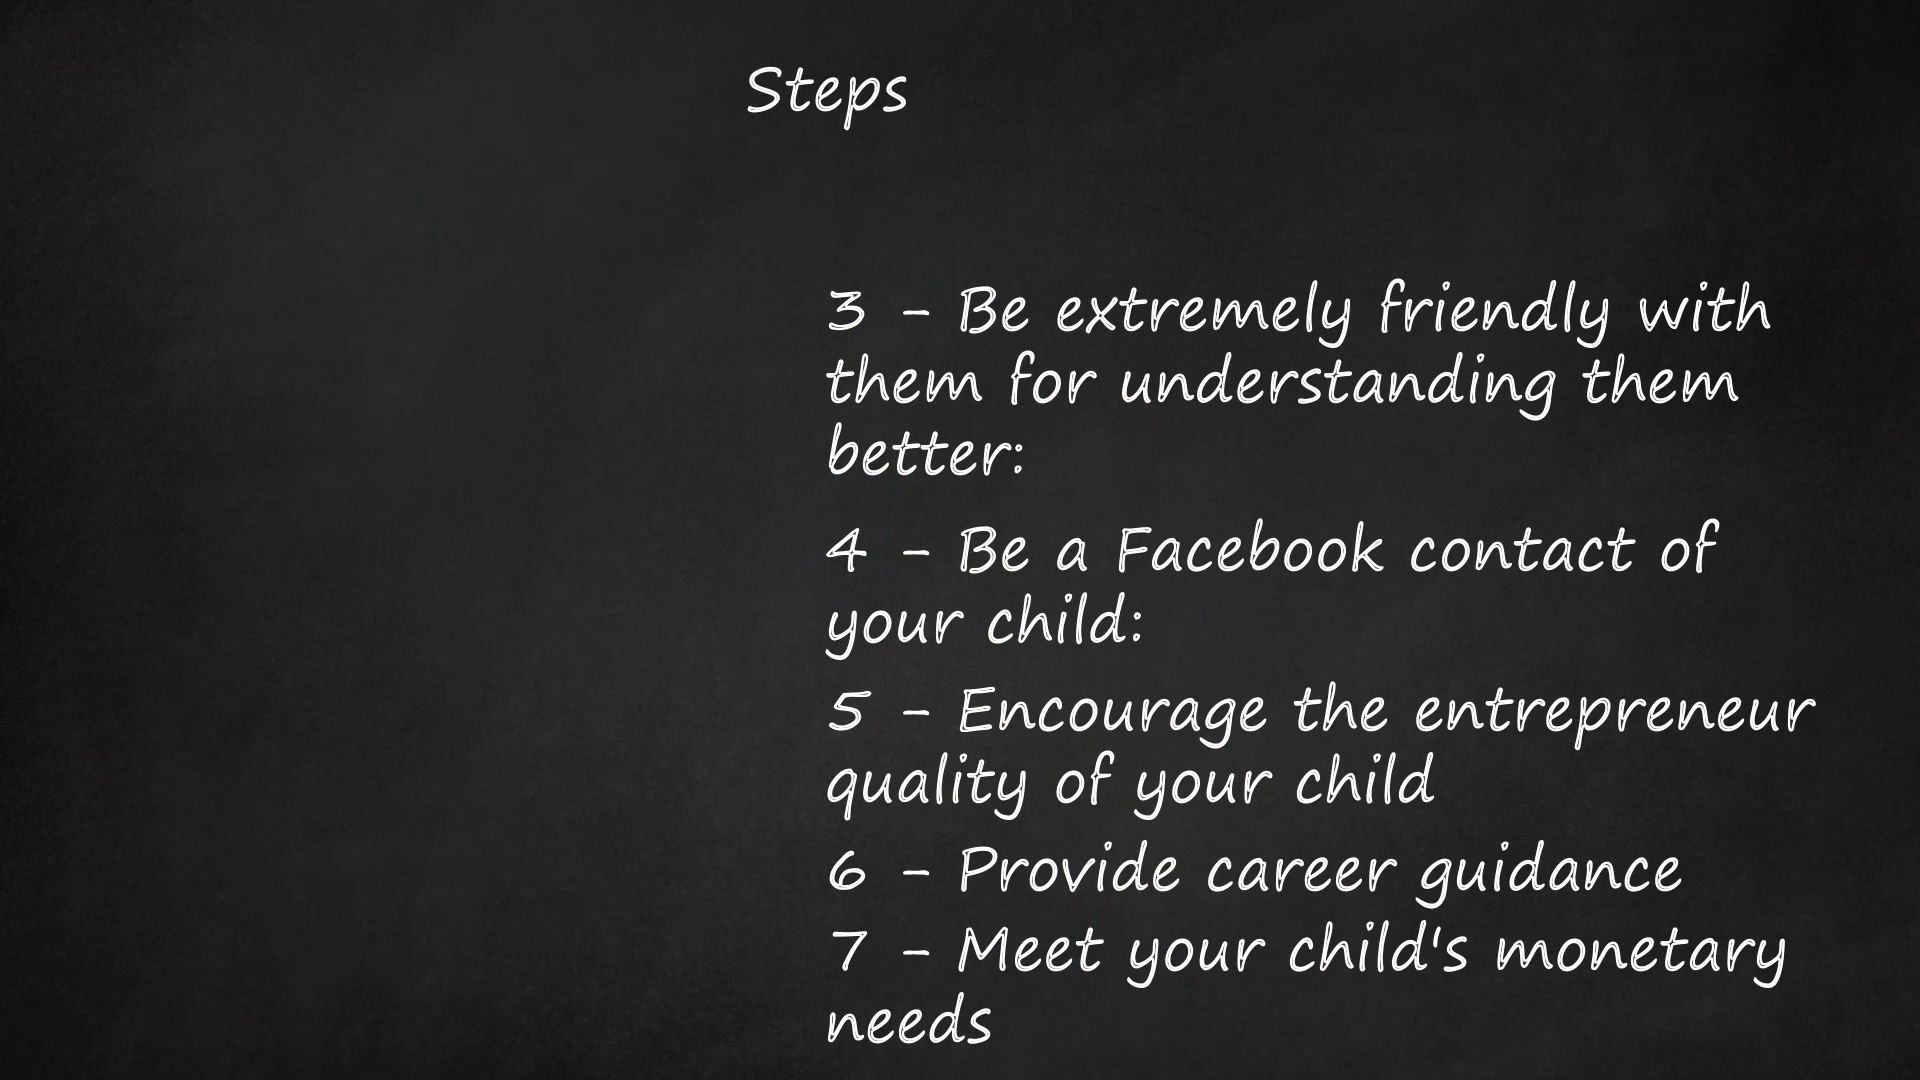 Steps
3 - Be extremely friendly with
them for understanding them
better:
4 - Be a Facebook contact of
your child:
5 - Encourage the entrepreneur
quality of your child
6 - Provide career guidance
7 - Meet your child's monetary
needs